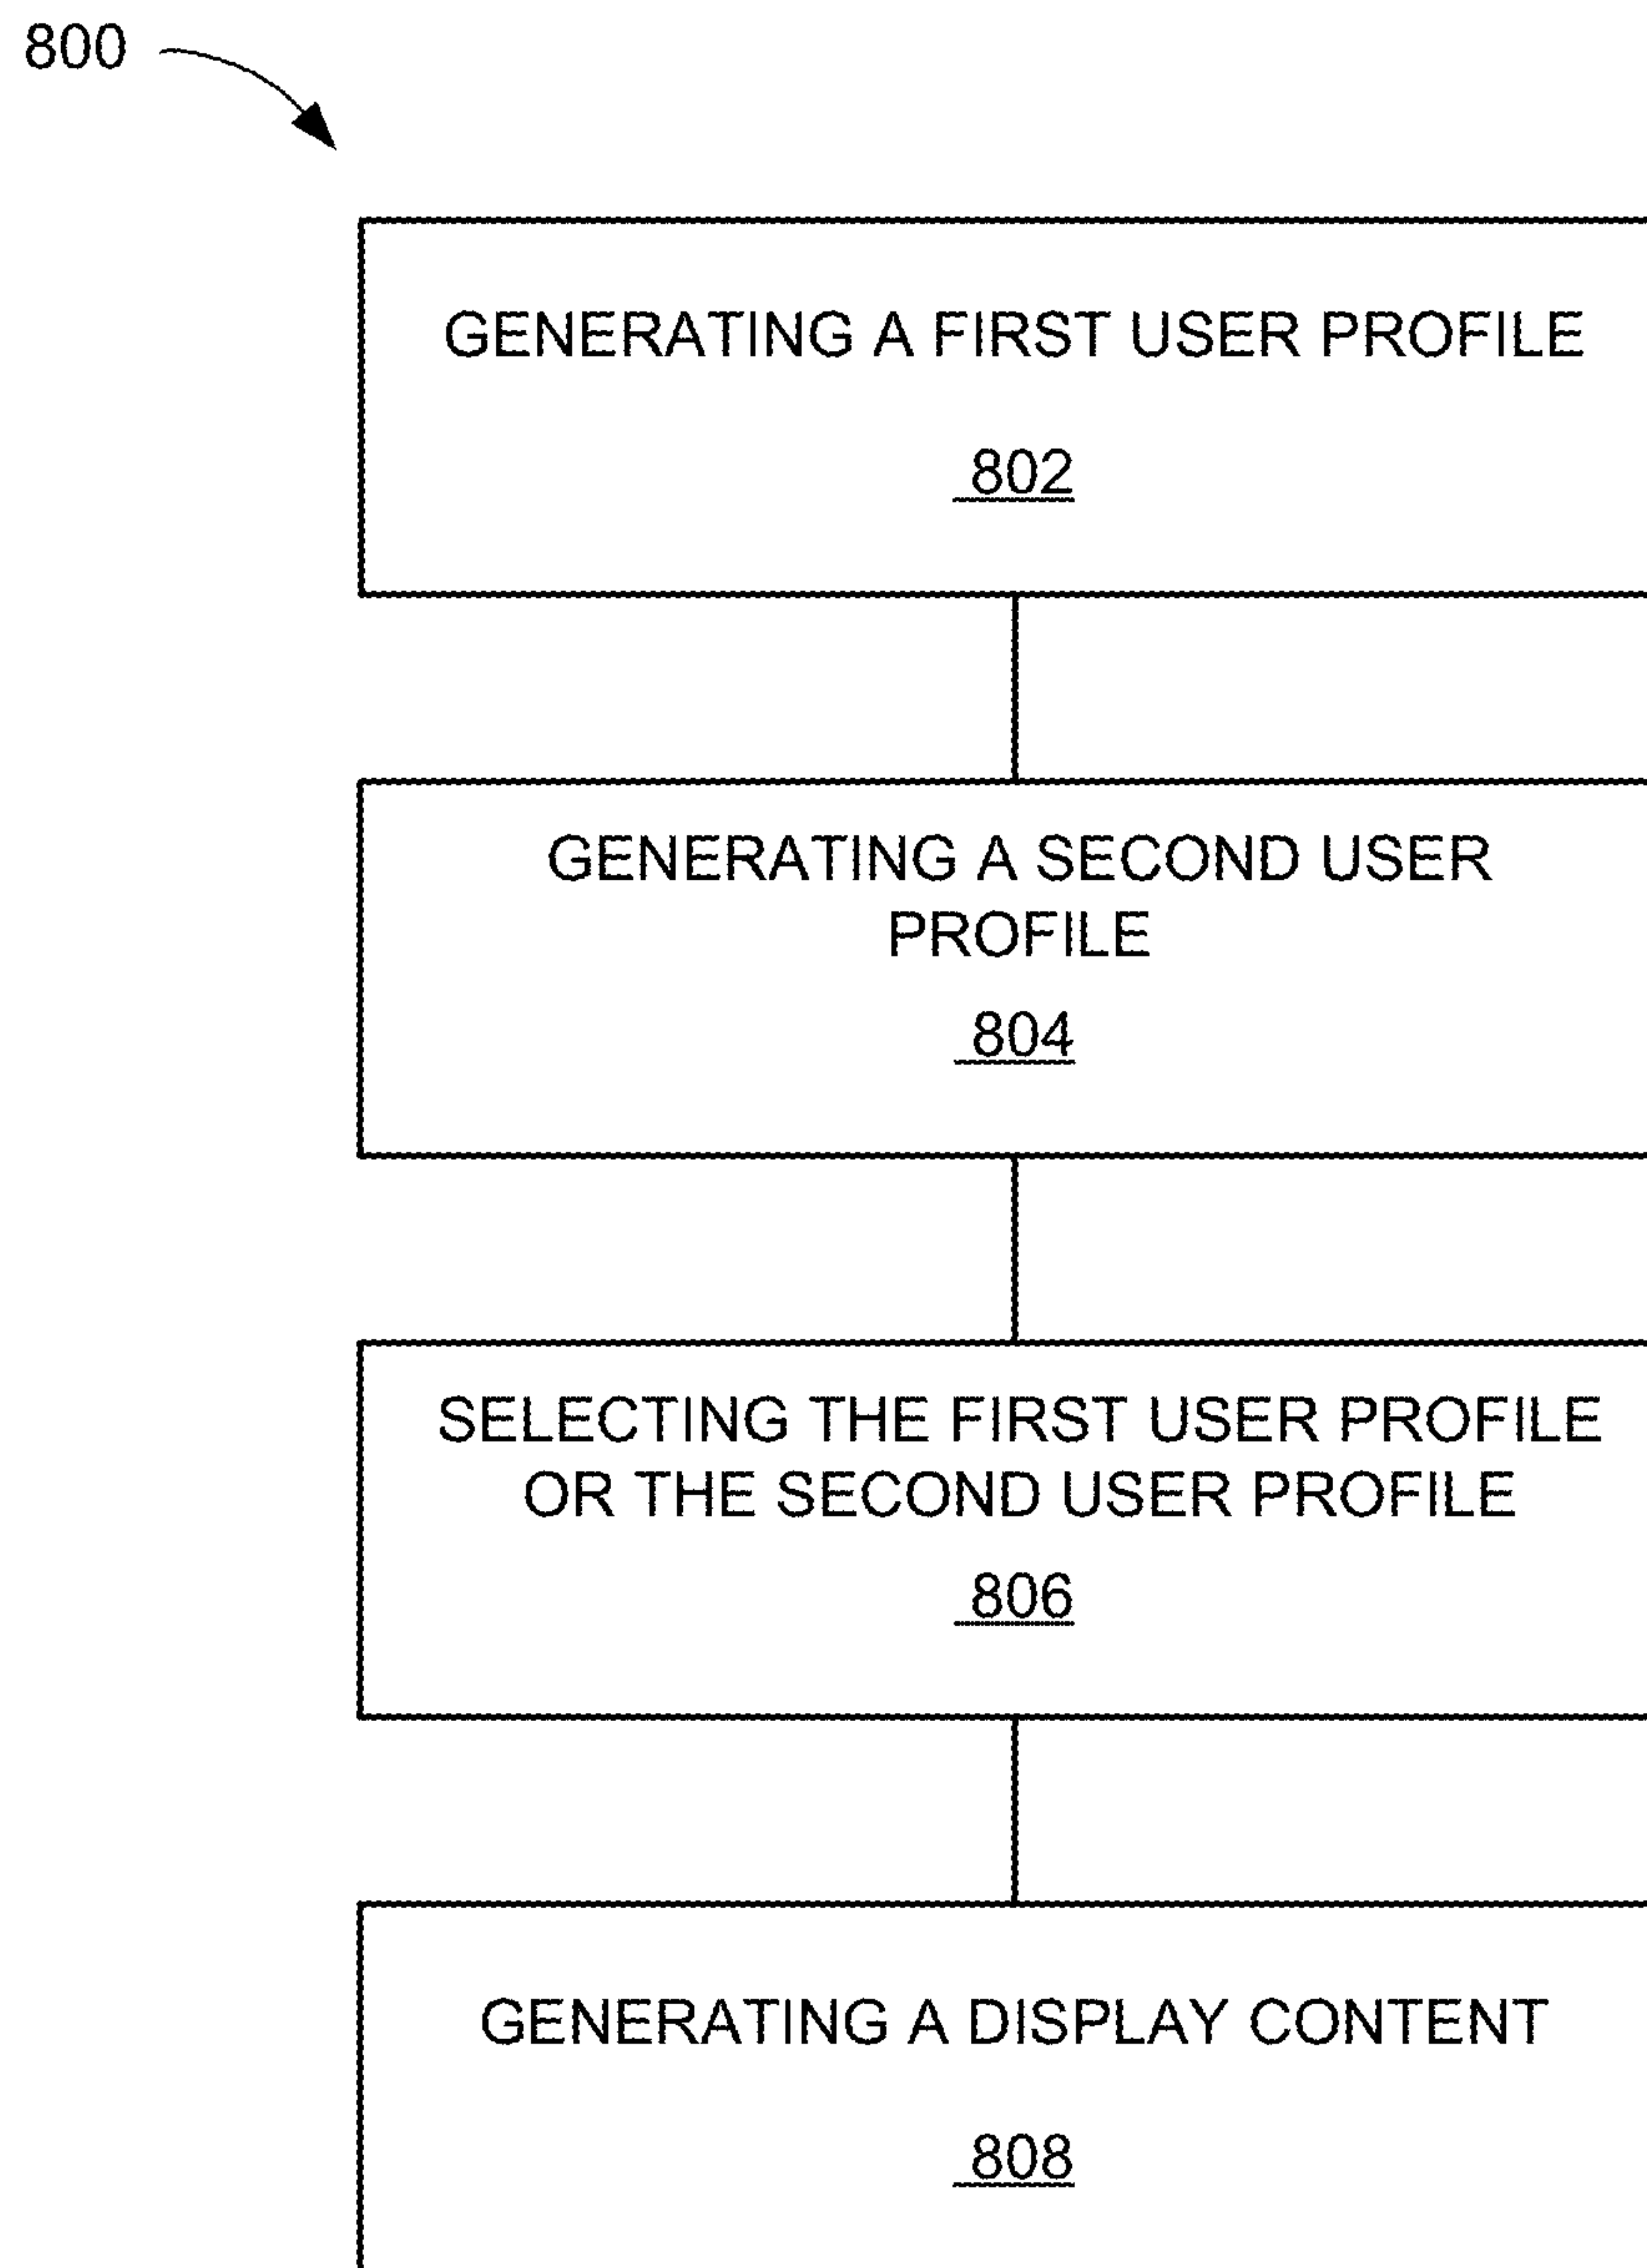 800
GENERATING A FIRST USER PROFILE
802
GENERATING A SECOND USER
PROFILE
804
SELECTING THE FIRST USER PROFILE
OR THE SECOND USER PROFILE
806
GENERATING A DISPLAY CONTENT
808